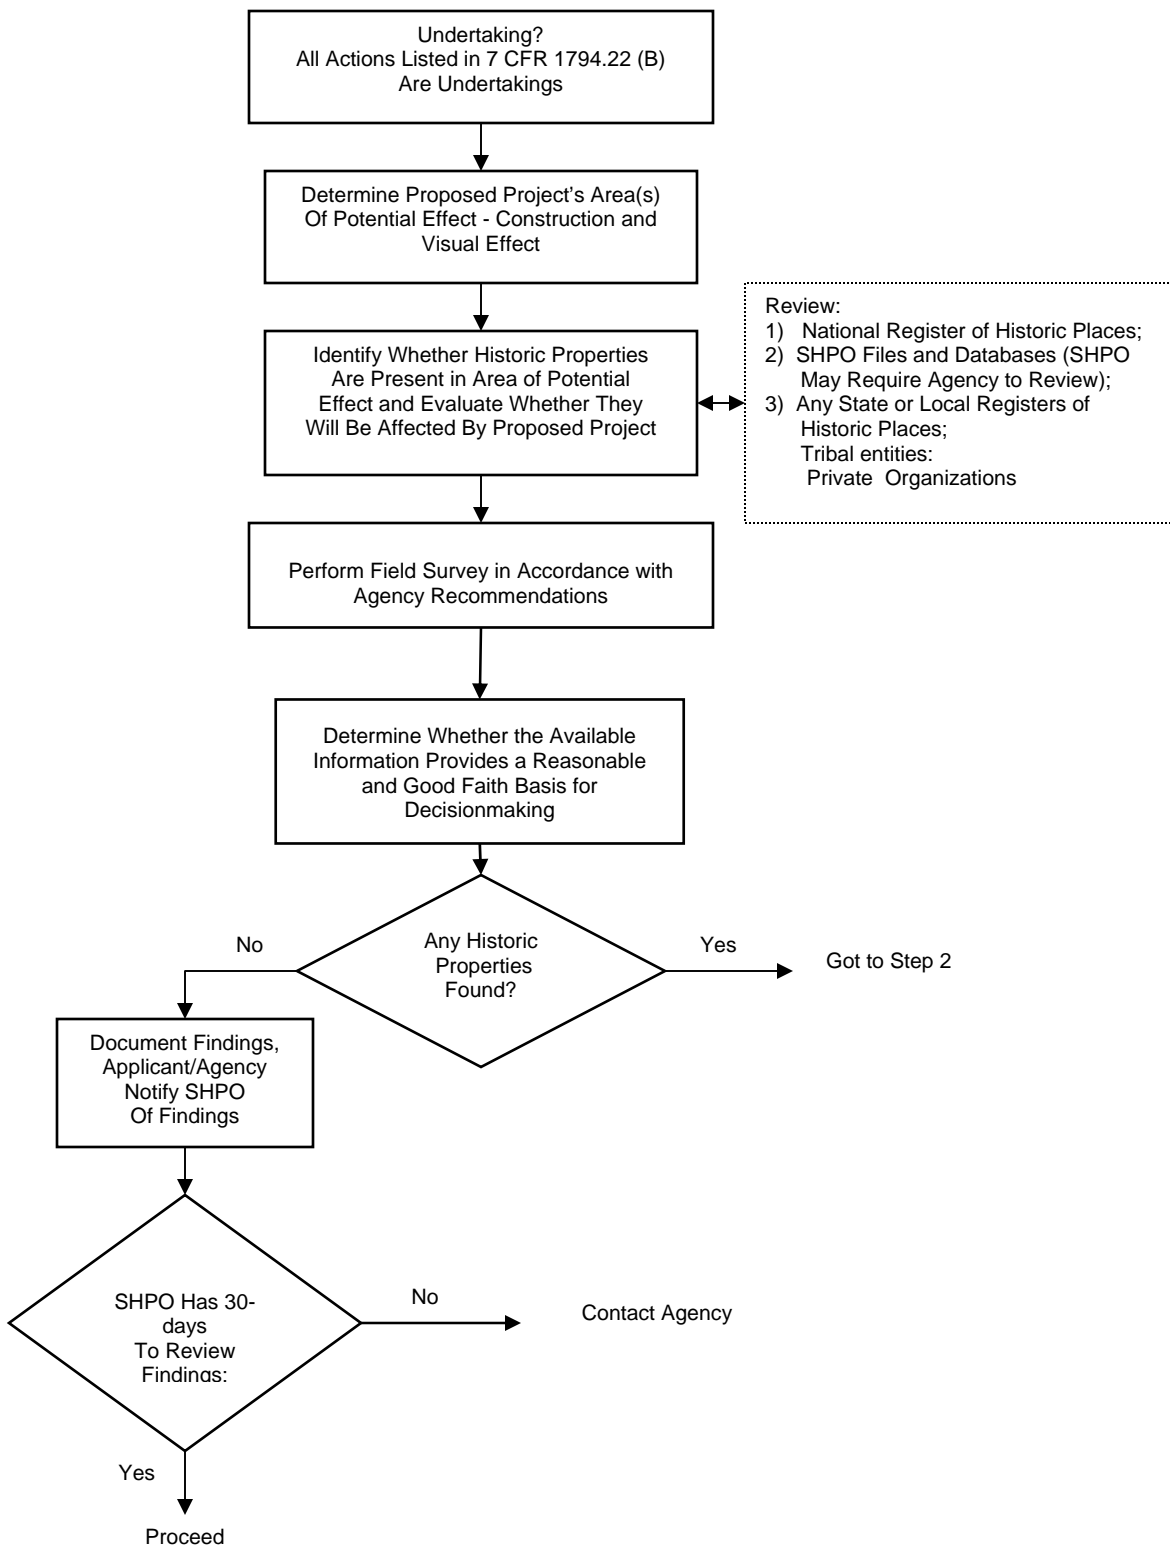 Undertaking?
All Actions Listed in 7 CFR 1794.22 (B)
Are Undertakings
Determine Proposed Project's Area(s)
Of Potential Effect - Construction and
Visual Effect
Identify Whether Historic Properties
Are Present in Area of Potential
Effect and Evaluate Whether They
Will Be Affected By Proposed Project
Review:
1) National Register of Historic Places;
2) SHPO Files and Databases (SHPO
May Require Agency to Review);
3) Any State or Local Registers of
Historic Places;
Tribal entities:
Private Organizations
Perform Field Survey in Accordance with
Agency Recommendations
Determine Whether the Available
Information Provides a Reasonable
and Good Faith Basis for
Decisionmaking
Any Historic
Properties
Found?
No
Yes
Got to Step 2
Document Findings,
Applicant/Agency
Notify SHPO
Of Findings
SHPO Has 30-
days
To Review
Findings:
No
Contact Agency
Yes
Proceed